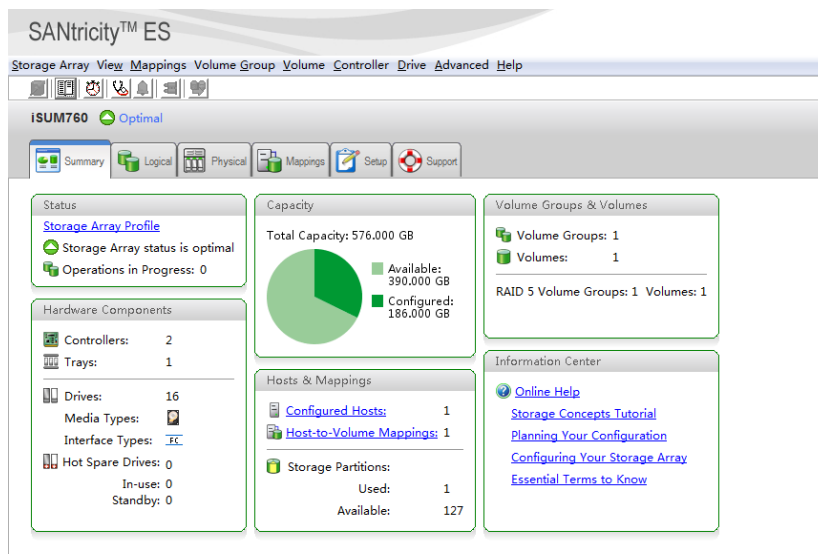 SANtricity™ ES
Storage Array View Mappings Volume Group Volume Controller Drive Advanced Help
iSUM760 Optimal
Summary Logical Physical Mappings Setup Support
Status
Storage Array Profile
Storage Array status is optimal
Operations in Progress: 0
Hardware Components
Controllers: 2
Trays: 1
Drives: 16
Media Types:
Interface Types: FC
Hot Spare Drives: 0
In-use: 0
Standby: 0
Capacity
Total Capacity: 576.000 GB
Available:
390.000 GB
Configured:
186.000 GB
Hosts & Mappings
Configured Hosts: 1
Host-to-Volume Mappings: 1
Storage Partitions:
Used: 1
Available: 127
Volume Groups & Volumes
Volume Groups: 1
Volumes: 1
RAID 5 Volume Groups: 1 Volumes: 1
Information Center
Online Help
Storage Concepts Tutorial
Planning Your Configuration
Configuring Your Storage Array
Essential Terms to Know